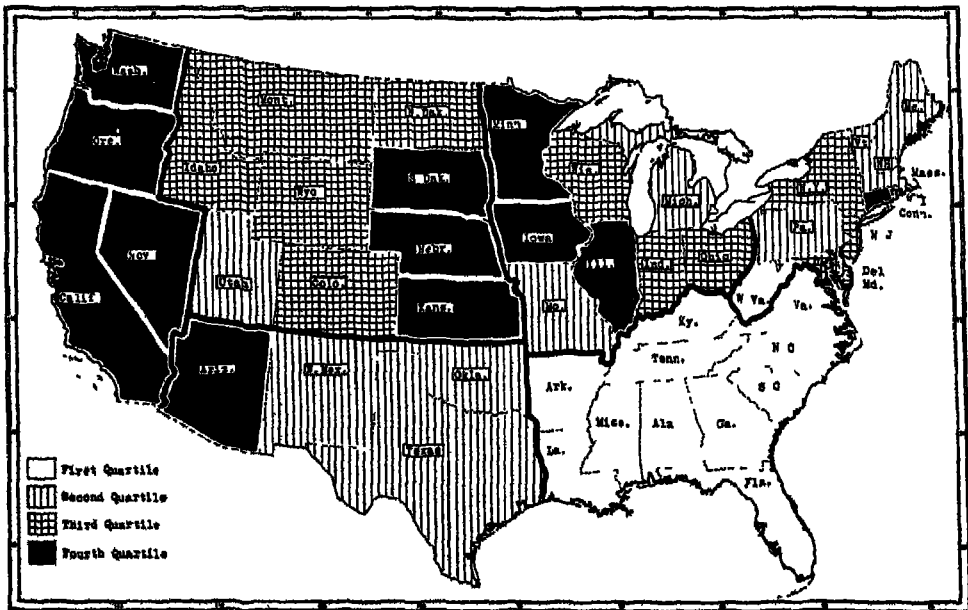 Wash.
Mont.
N. Dak.
Minn
Me.
Vt
NH
Ore.
Idaho
Wyo
S. Dak.
Wis.
Mich.
N.Y.
Mass.
Conn.
Nebr.
Iowa
Ill.
Ind.
Ohio
Pa.
N J
Nev
Utah
Colo.
Kans.
Mo.
W Va.
Va.
Del
Md.
Calif
Ky.
Ariz.
N. Mex.
Okla.
Ark.
Tenn.
N C
S C
Texas
La.
Miss.
Ala
Ga.
Fla.
First Quartile
Second Quartile
Third Quartile
Fourth Quartile